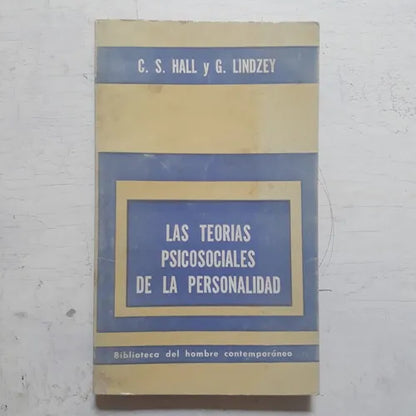 C. S. HALL y G. LINDZEY
LAS TEORIAS
PSICOSOCIALES
DE LA PERSONALIDAD
Biblioteca del hombre contemporáneo